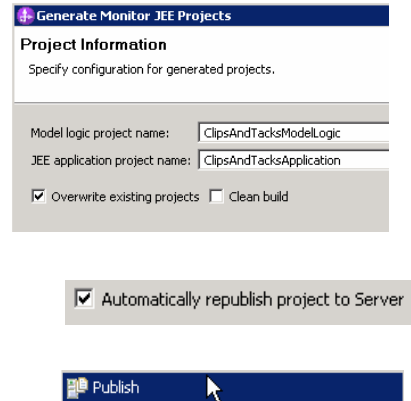 Generate Monitor JEE Projects
Project Information
Specify configuration for generated projects.
Model logic project name: ClipsAndTacksModelLogic
JEE application project name: ClipsAndTacksApplication
Overwrite existing projects Clean build
Automatically republish project to Server
Publish